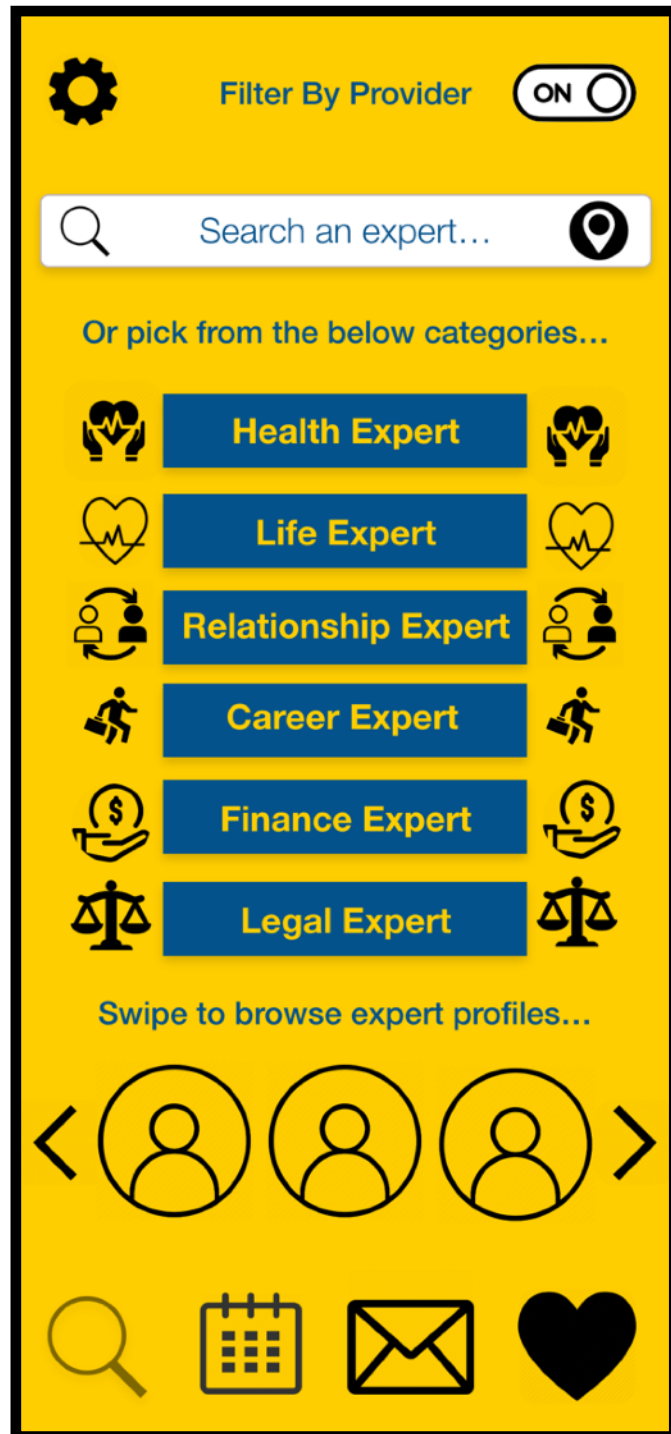 Filter By Provider
ON
Search an expert...
Or pick from the below categories...
Health Expert
Life Expert
Relationship Expert
Career Expert
$ Finance Expert $
Legal Expert
Swipe to browse expert profiles...